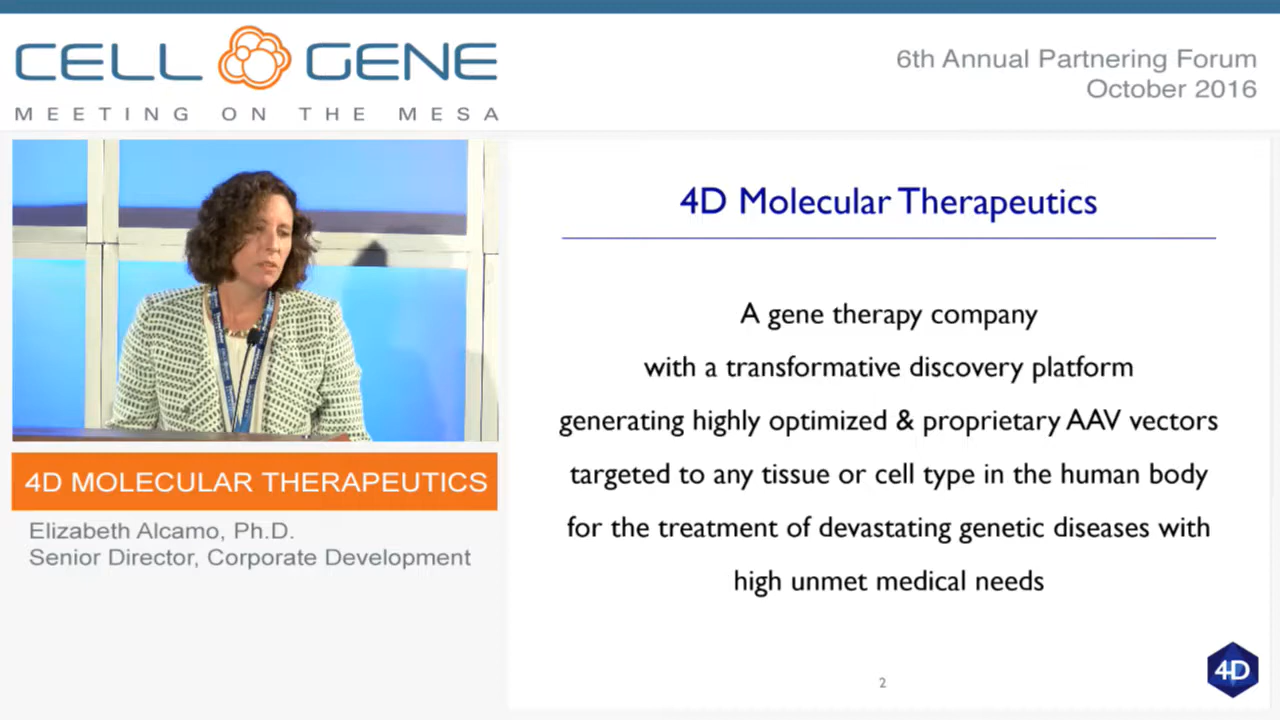 CELL GENE
MEETING ON THE MESA
6th Annual Partnering Forum
October 2016
4D Molecular Therapeutics
A gene therapy company
with a transformative discovery platform
generating highly optimized & proprietary AAV vectors
targeted to any tissue or cell type in the human body
for the treatment of devastating genetic diseases with
high unmet medical needs
4D MOLECULAR THERAPEUTICS
Elizabeth Alcamo, Ph.D.
Senior Director, Corporate Development
2
4D